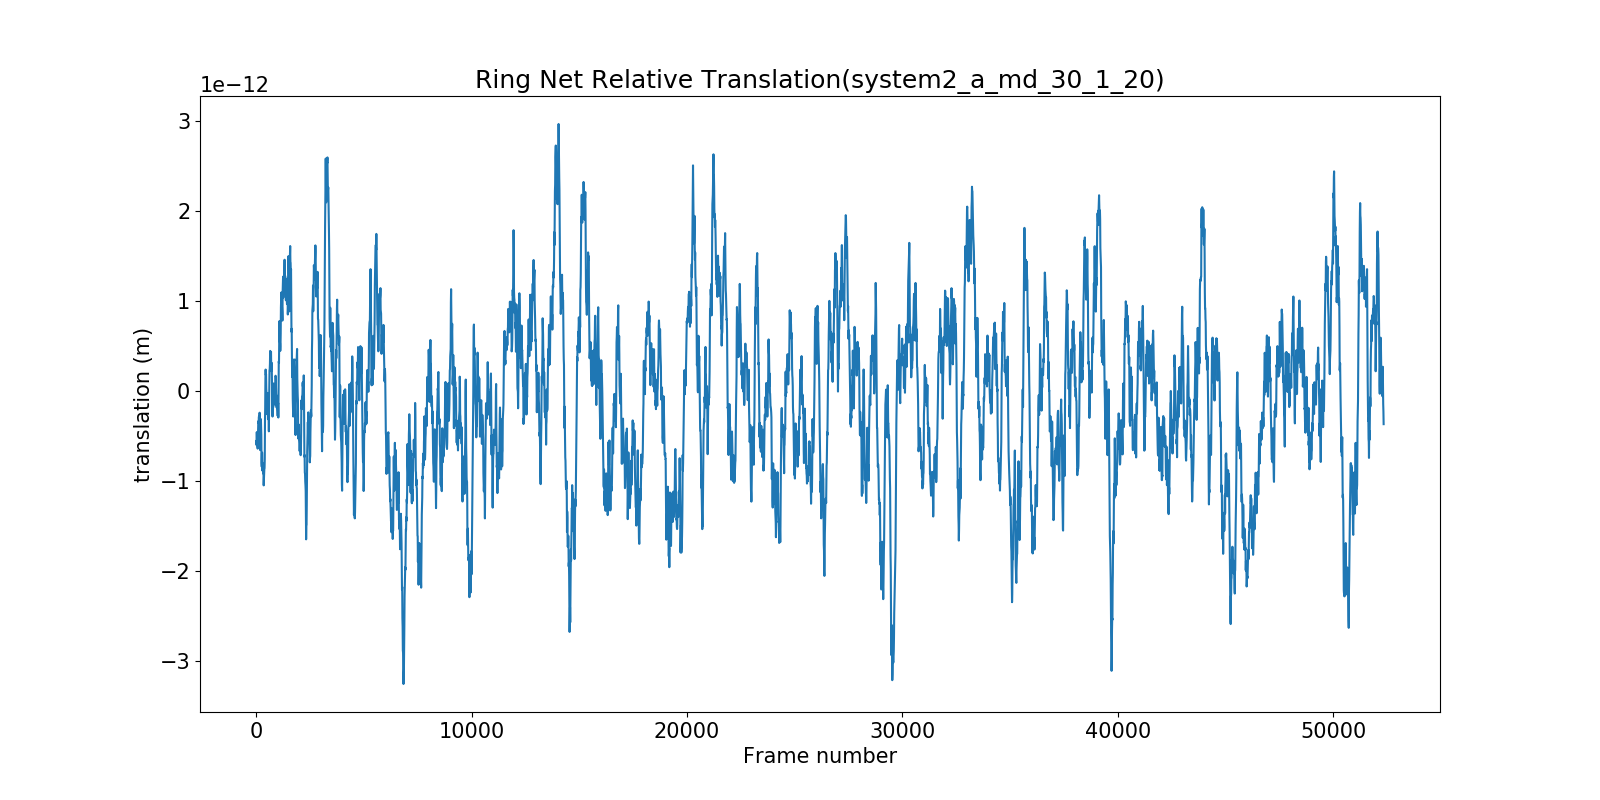 Ring Net Relative Translation(system2_a_md_30_1_20)
1e−12
3
2
1
0
−1
−2
−3
translation (m)
0 10000 20000 30000 40000 50000
Frame number